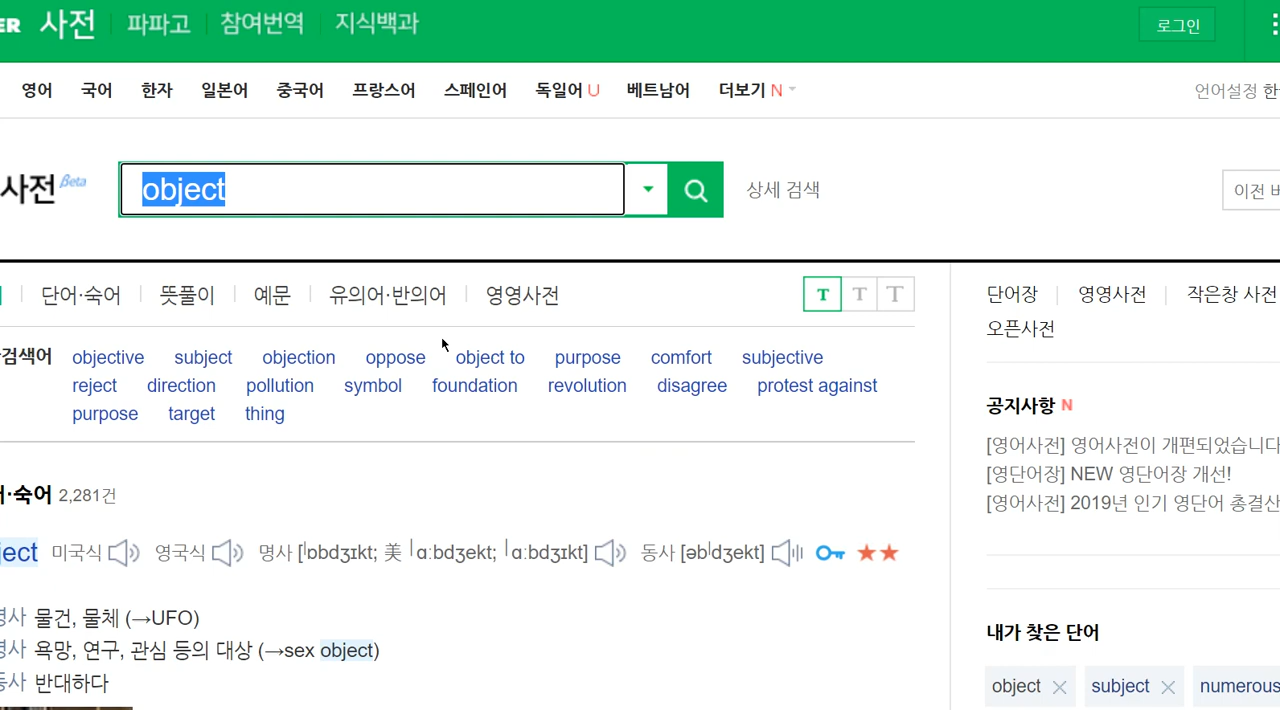 ER 사전 파파고 참여번역 지식백과 로그인
영어 국어 한자 일본어 중국어 프랑스어 스페인어 독일어 U 베트남어 더보기 N 언어설정 한
사전 Beta object 상세 검색 이전 버
단어·숙어 뜻풀이 예문 유의어·반의어 영영사전 T T T
검색어 objective subject objection oppose object to purpose comfort subjective
reject direction pollution symbol foundation revolution disagree protest against
purpose target thing
·숙어 2,281건
ject 미국식 영국식 명사 [|ɒbdʒɪkt; 美 |ɑːbdʒekt; |ɑːbdʒɪkt] 동사 [əb|dʒekt]
명사 물건, 물체 (→UFO)
명사 욕망, 연구, 관심 등의 대상 (→sex object)
동사 반대하다
단어장 영영사전 작은창 사전
오픈사전
공지사항 N
[영어사전] 영어사전이 개편되었습니다
[영단어장] NEW 영단어장 개선!
[영어사전] 2019년 인기 영단어 총결산
내가 찾은 단어
object subject numerous